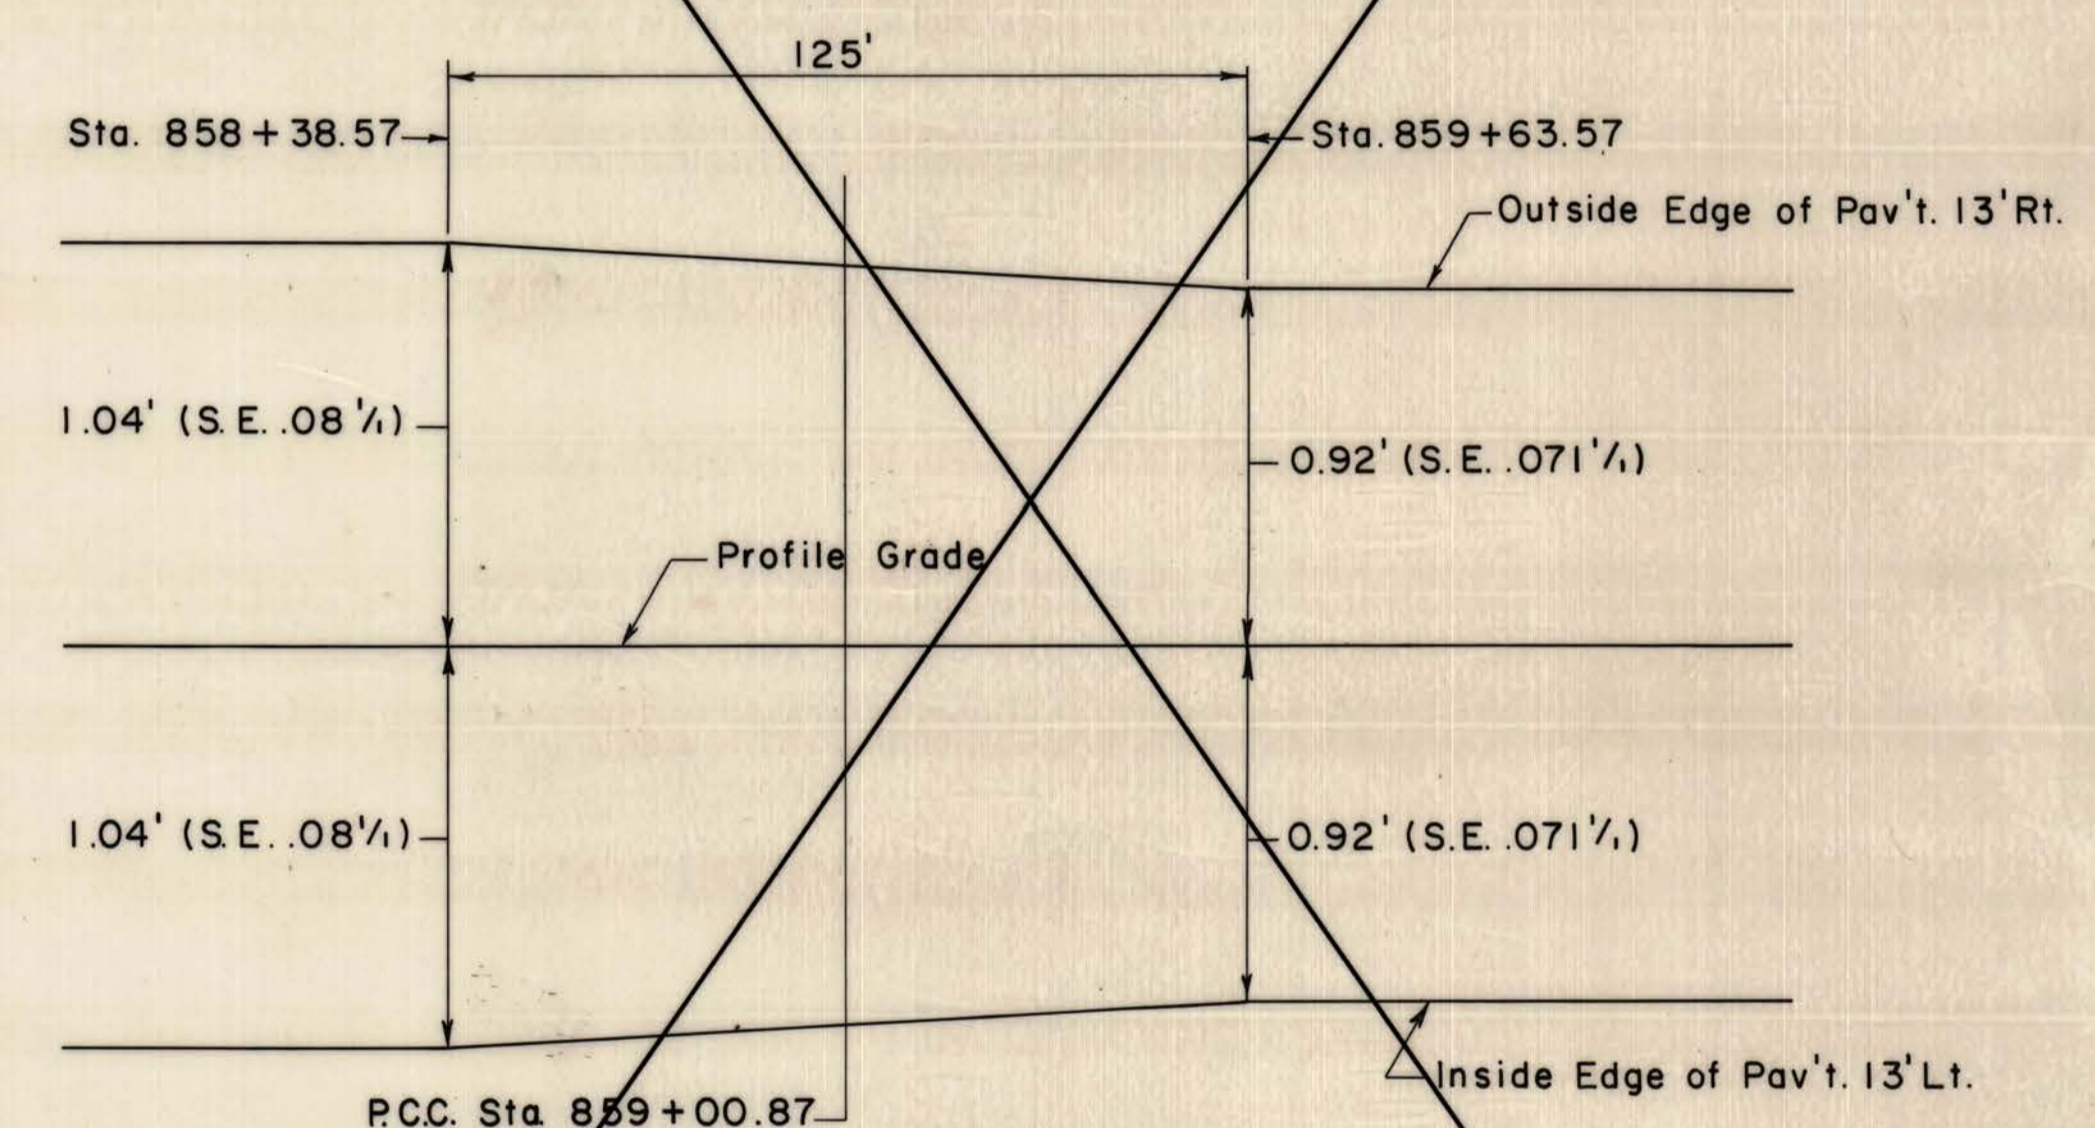 125'
Sta. 858+38.57
Sta. 859+63.57
Outside Edge of Pav't. 13'Rt.
1.04' (S.E. .08'/1)
0.92' (S.E. .071'/1)
Profile Grade
1.04' (S.E. .08'/1)
0.92' (S.E. .071'/1)
Inside Edge of Pav't. 13'Lt.
P.C.C. Sta. 859+00.87